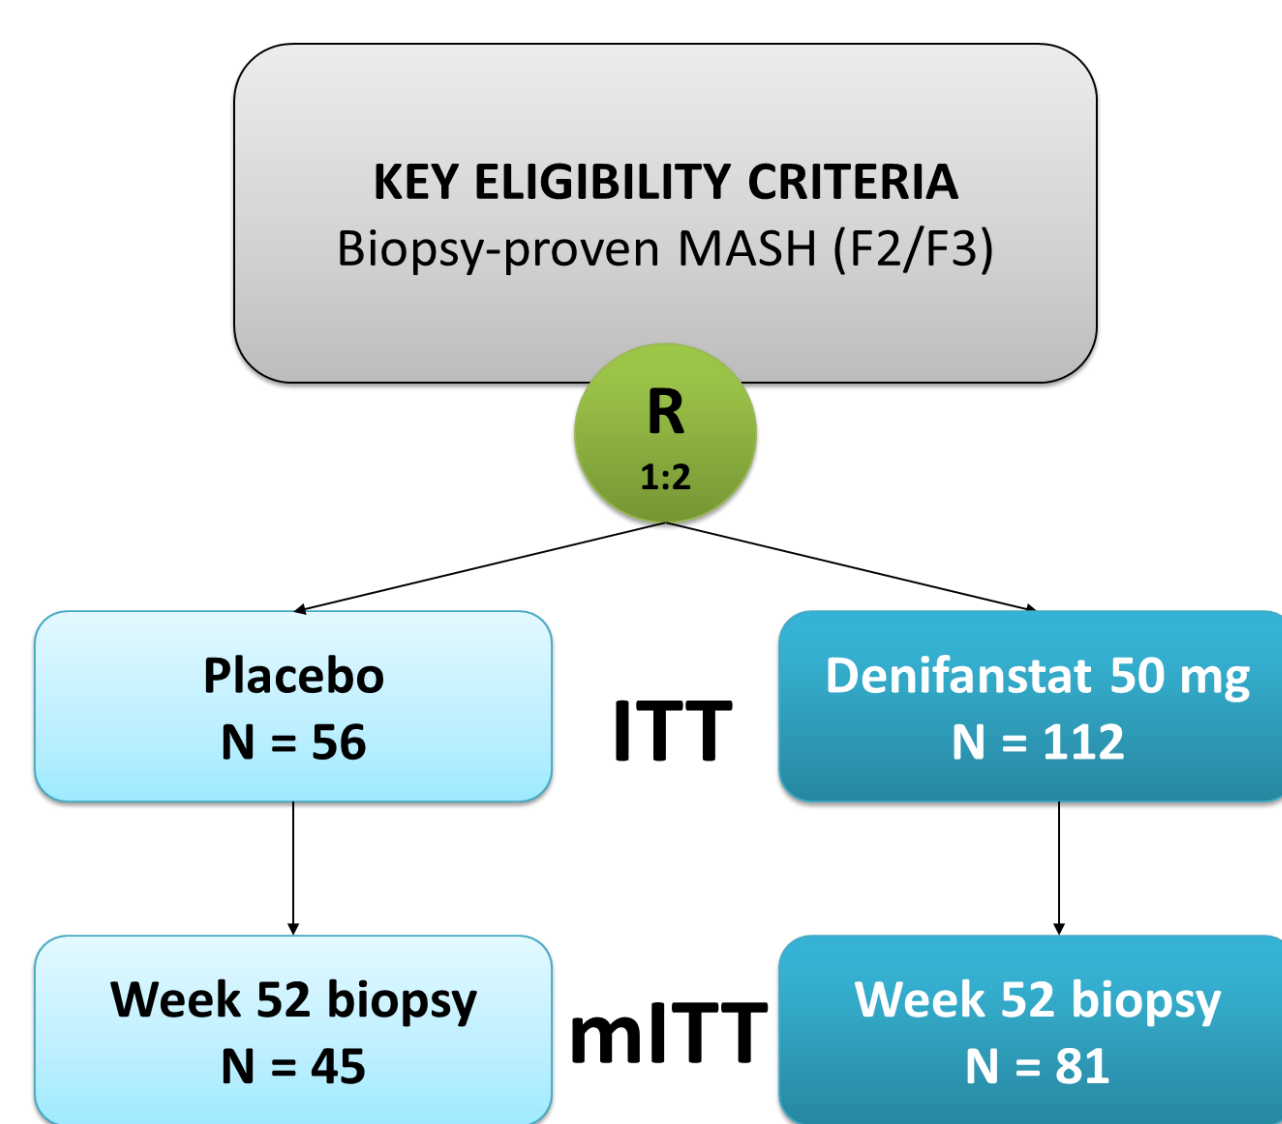 KEY ELIGIBILITY CRITERIA
Biopsy-proven MASH (F2/F3)
R
1:2
Placebo
N = 56
ITT
Denifanstat 50 mg
N = 112
Week 52 biopsy
N = 45
mITT
Week 52 biopsy
N = 81